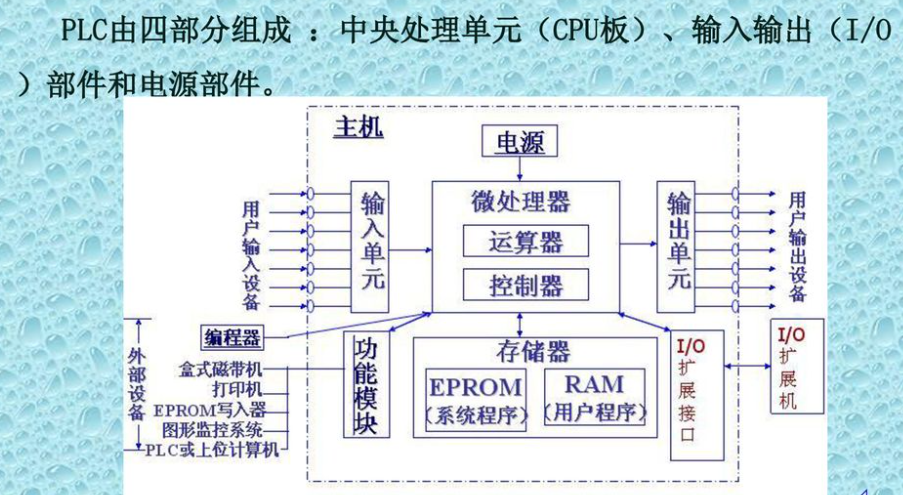 PLC由四部分组成 ：中央处理单元（CPU板）、输入输出（I/O
）部件和电源部件。
主机
电源
用户输入设备
输入单元
微处理器
运算器
控制器
输出单元
用户输出设备
外部设备
编程器
盒式磁带机
打印机
EPROM写入器
图形监控系统
PLC或上位计算机
功能模块
存储器
EPROM
（系统程序）
RAM
（用户程序）
I/O
扩展接口
I/O
扩展机